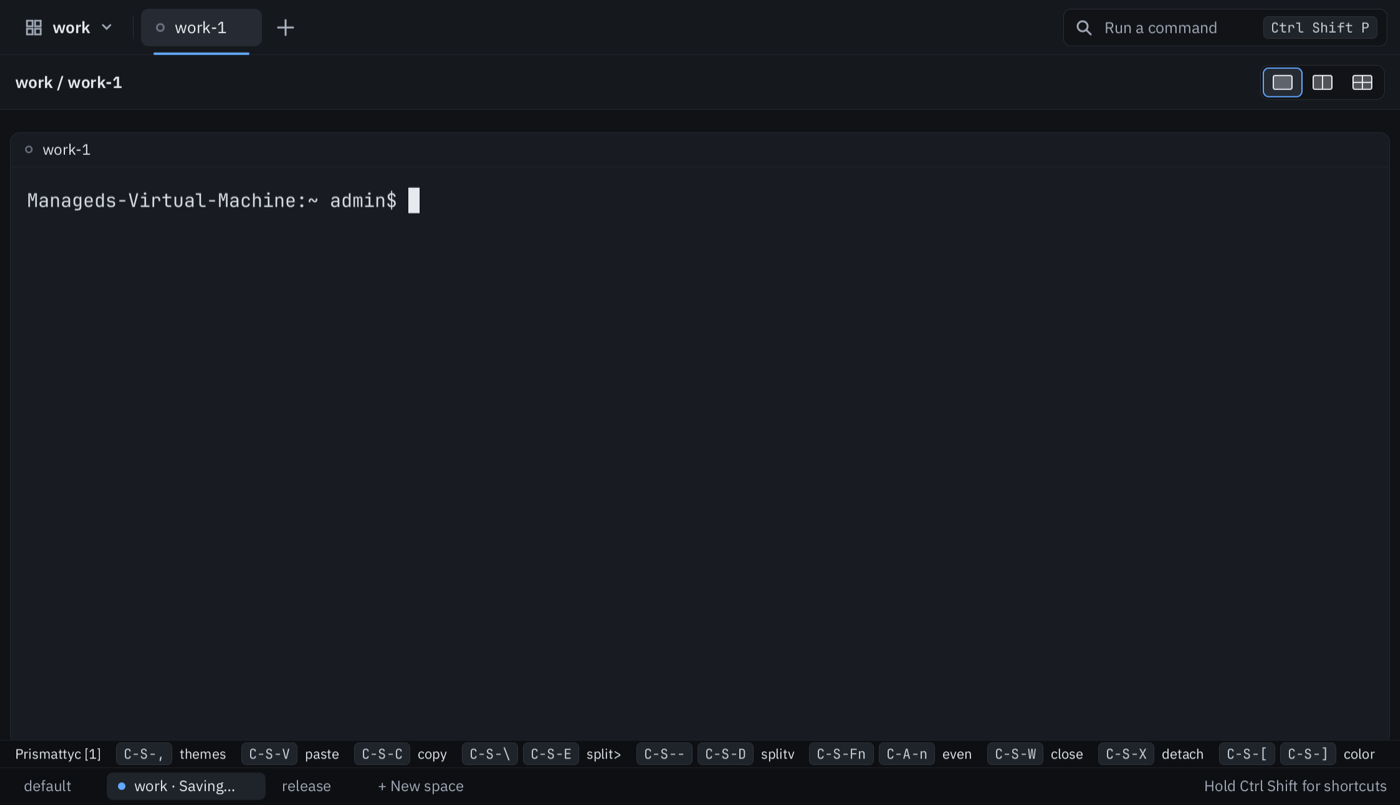 work work-1 + Run a command Ctrl Shift P
work / work-1
work-1
Manageds-Virtual-Machine:~ admin$
Prismattyc [1] C-S-, themes C-S-V paste C-S-C copy C-S-\ C-S-E split> C-S-- C-S-D splitv C-S-Fn C-A-n even C-S-W close C-S-X detach C-S-[ C-S-] color
default work · Saving... release + New space Hold Ctrl Shift for shortcuts